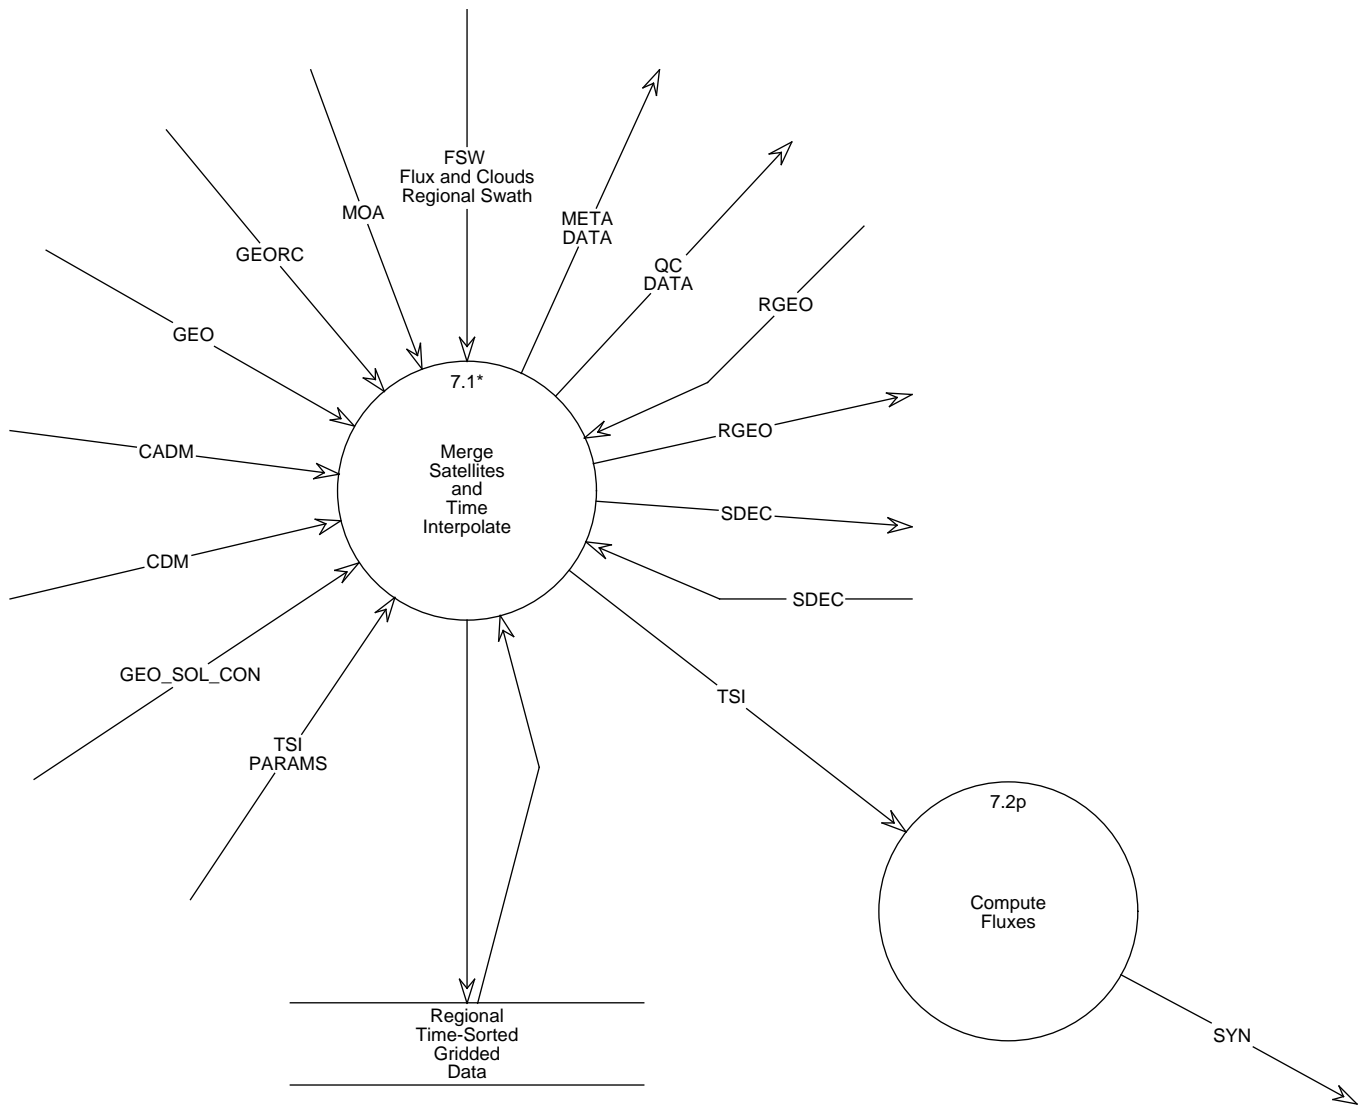 FSW
Flux and Clouds
Regional Swath
MOA
META
DATA
GEORC
QC
DATA
RGEO
GEO
7.1*
RGEO
CADM
Merge
Satellites
and
Time
Interpolate
SDEC
CDM
SDEC
GEO_SOL_CON
TSI
TSI
PARAMS
7.2p
Compute
Fluxes
Regional
Time-Sorted
Gridded
Data
SYN